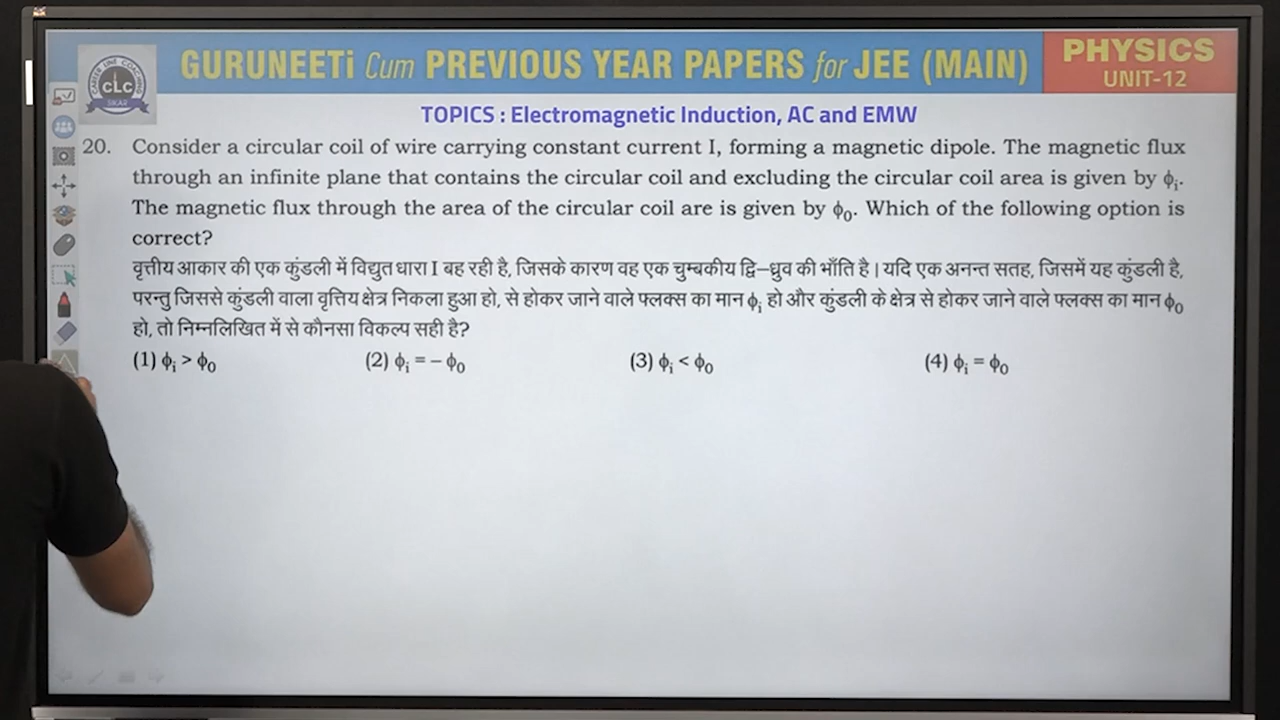 GURUNEETi Cum PREVIOUS YEAR PAPERS for JEE (MAIN)
PHYSICS
UNIT-12
CLC
SIKAR
TOPICS : Electromagnetic Induction, AC and EMW
20. Consider a circular coil of wire carrying constant current I, forming a magnetic dipole. The magnetic flux
through an infinite plane that contains the circular coil and excluding the circular coil area is given by ϕᵢ.
The magnetic flux through the area of the circular coil are is given by ϕ₀. Which of the following option is
correct?
वृत्तीय आकार की एक कुंडली में विद्युत धारा I बह रही है, जिसके कारण वह एक चुम्बकीय द्वि–ध्रुव की भाँति है। यदि एक अनन्त सतह, जिसमें यह कुंडली है,
परन्तु जिससे कुंडली वाला वृत्तिय क्षेत्र निकला हुआ हो, से होकर जाने वाले फ्लक्स का मान ϕᵢ हो और कुंडली के क्षेत्र से होकर जाने वाले फ्लक्स का मान ϕ₀
हो, तो निम्नलिखित में से कौनसा विकल्प सही है?
(1) ϕᵢ > ϕ₀ (2) ϕᵢ = – ϕ₀ (3) ϕᵢ < ϕ₀ (4) ϕᵢ = ϕ₀